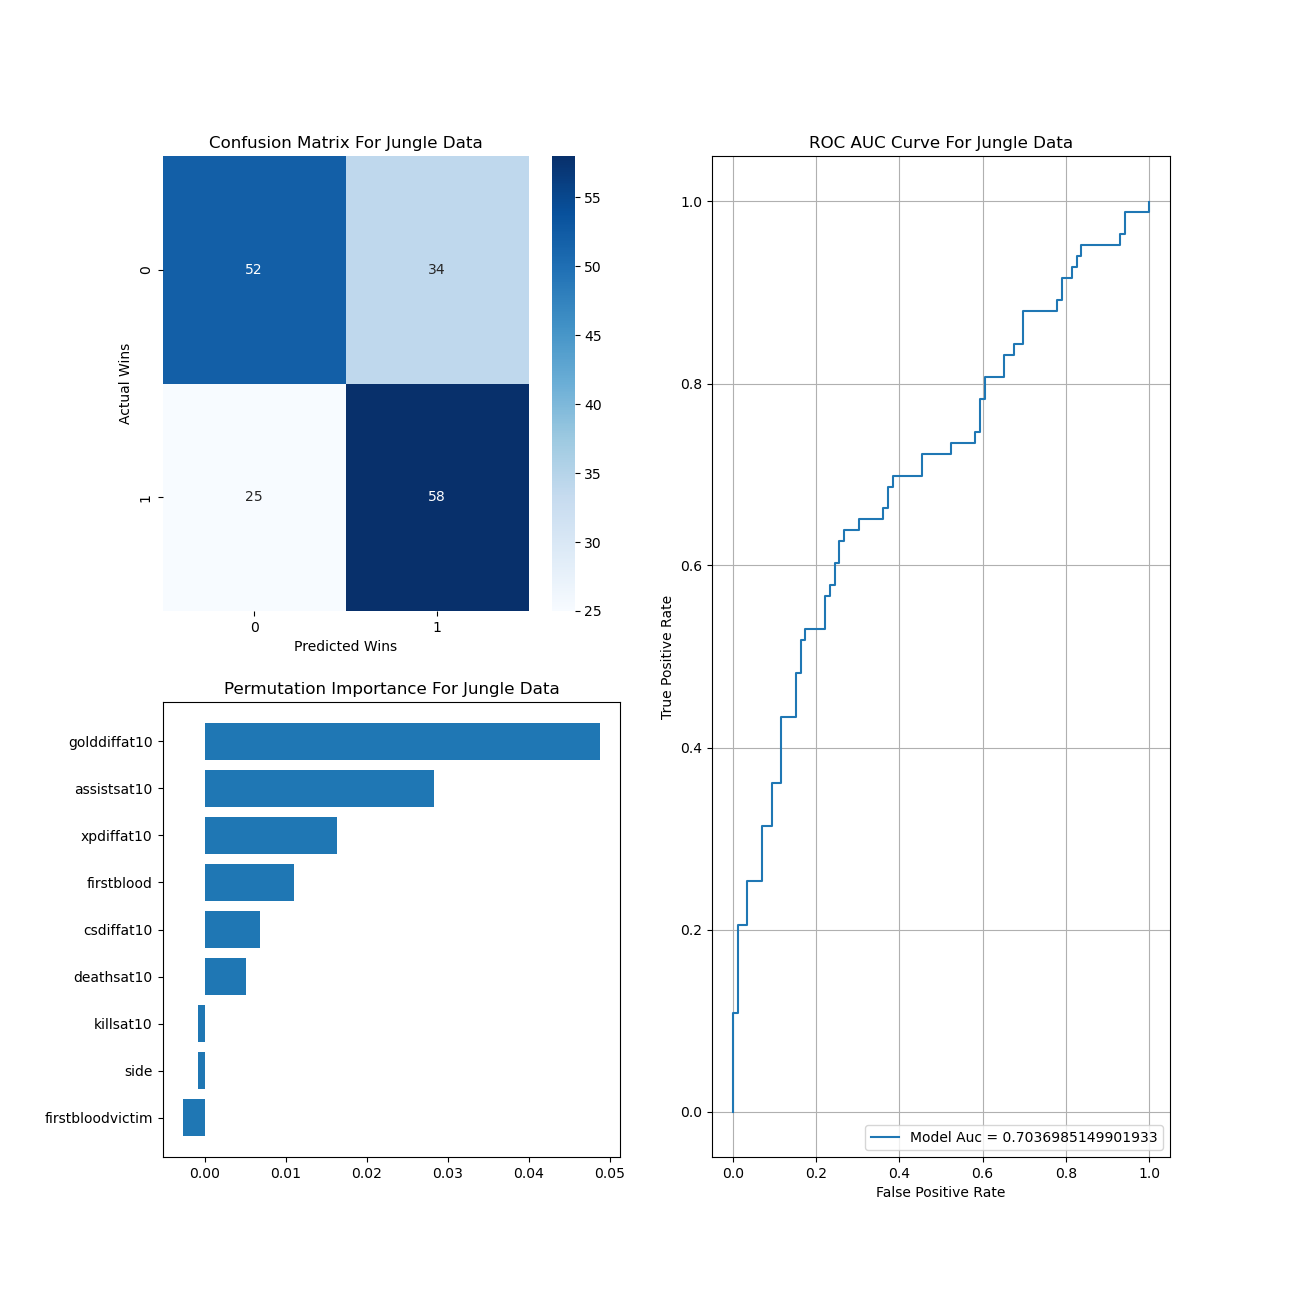 Confusion Matrix For Jungle Data
52 34
25 58
0
1
Actual Wins
0 1
Predicted Wins
55
50
45
40
35
30
25
Permutation Importance For Jungle Data
golddiffat10
assistsat10
xpdiffat10
firstblood
csdiffat10
deathsat10
killsat10
side
firstbloodvictim
0.00 0.01 0.02 0.03 0.04 0.05
ROC AUC Curve For Jungle Data
1.0
0.8
0.6
0.4
0.2
0.0
True Positive Rate
Model Auc = 0.7036985149901933
0.0 0.2 0.4 0.6 0.8 1.0
False Positive Rate